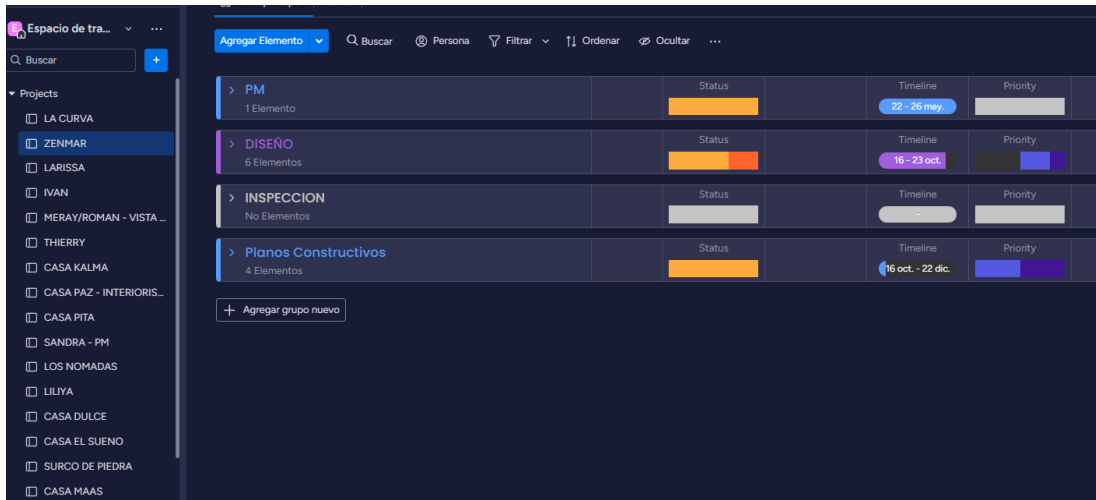 E
Espacio de tra...
Buscar
Projects
LA CURVA
ZENMAR
LARISSA
IVAN
MERAY/ROMAN - VISTA ...
THIERRY
CASA KALMA
CASA PAZ - INTERIORIS...
CASA PITA
SANDRA - PM
LOS NOMADAS
LILIYA
CASA DULCE
CASA EL SUENO
SURCO DE PIEDRA
CASA MAAS
Agregar Elemento
Buscar
Persona
Filtrar
Ordenar
Ocultar
PM
1 Elemento
Status
Timeline
22 - 26 may.
Priority
DISEÑO
6 Elementos
Status
Timeline
16 - 23 oct.
Priority
INSPECCION
No Elementos
Status
Timeline
-
Priority
Planos Constructivos
4 Elementos
Status
Timeline
16 oct. - 22 dic.
Priority
Agregar grupo nuevo